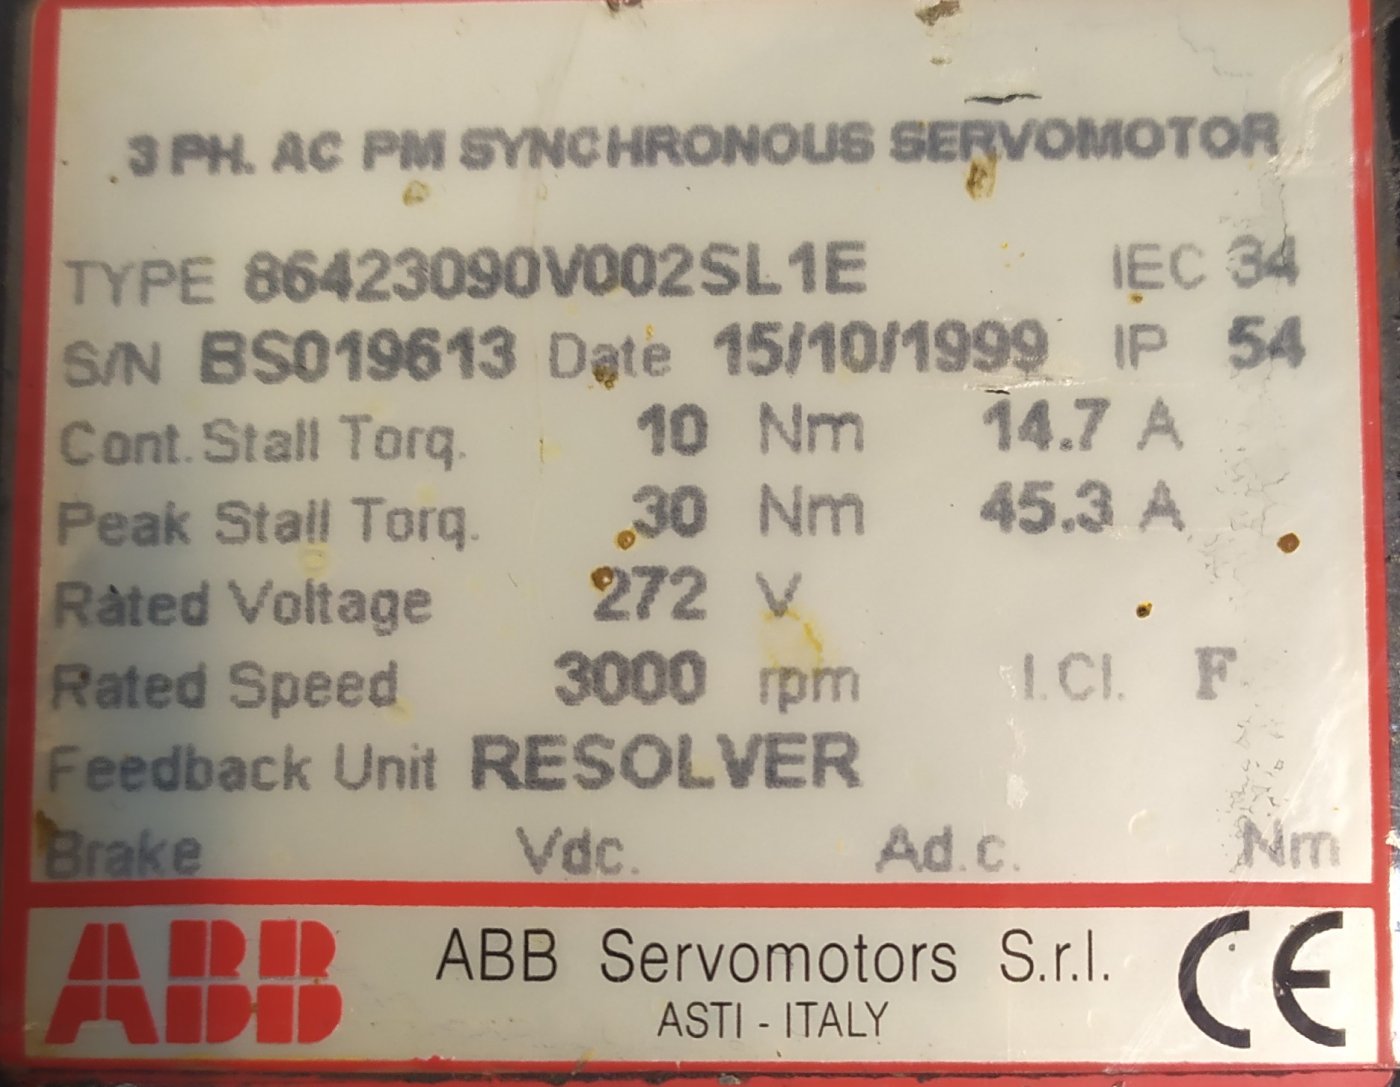 3 PH. AC PM SYNCHRONOUS SERVOMOTOR
TYPE 86423090V002SL1E IEC 34
S/N BS019613 Date 15/10/1999 IP 54
Cont. Stall Torq. 10 Nm 14.7 A
Peak Stall Torq. 30 Nm 45.3 A
Rated Voltage 272 V
Rated Speed 3000 rpm I.Cl. F
Feedback Unit RESOLVER
Brake Vdc. Ad.c. Nm
ABB ABB Servomotors S.r.l. CE
ASTI - ITALY